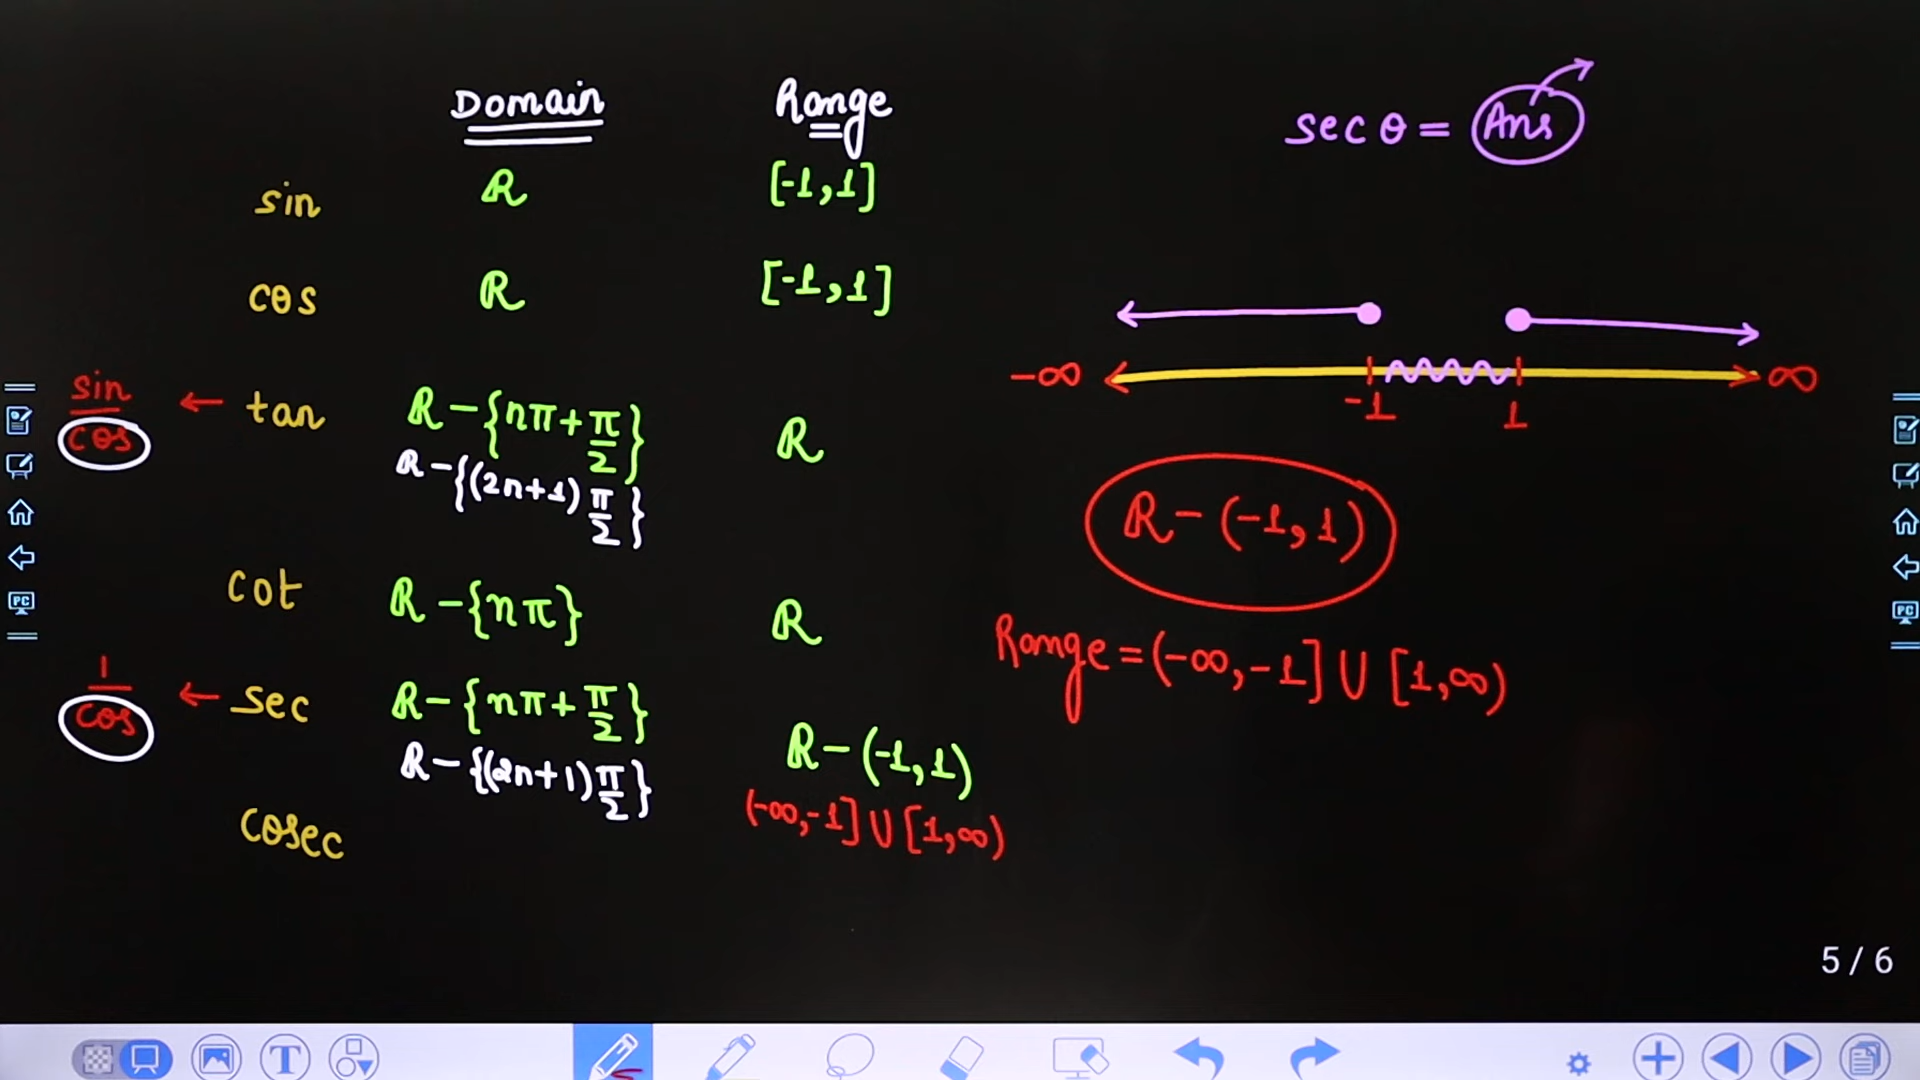 Domain Range
sin R [-1,1]
cos R [-1,1]
sin/cos ← tan R-{nπ+π/2} R
R-{(2n+1)π/2}
cot R-{nπ} R
1/cos ← sec R-{nπ+π/2} R-(-1,1)
R-{(2n+1)π/2} (-∞,-1]∪[1,∞)
cosec
sec θ = Ans
-∞ -1 1 ∞
R-(-1,1)
Range=(-∞,-1]∪[1,∞)
PC
PC
5 / 6
T